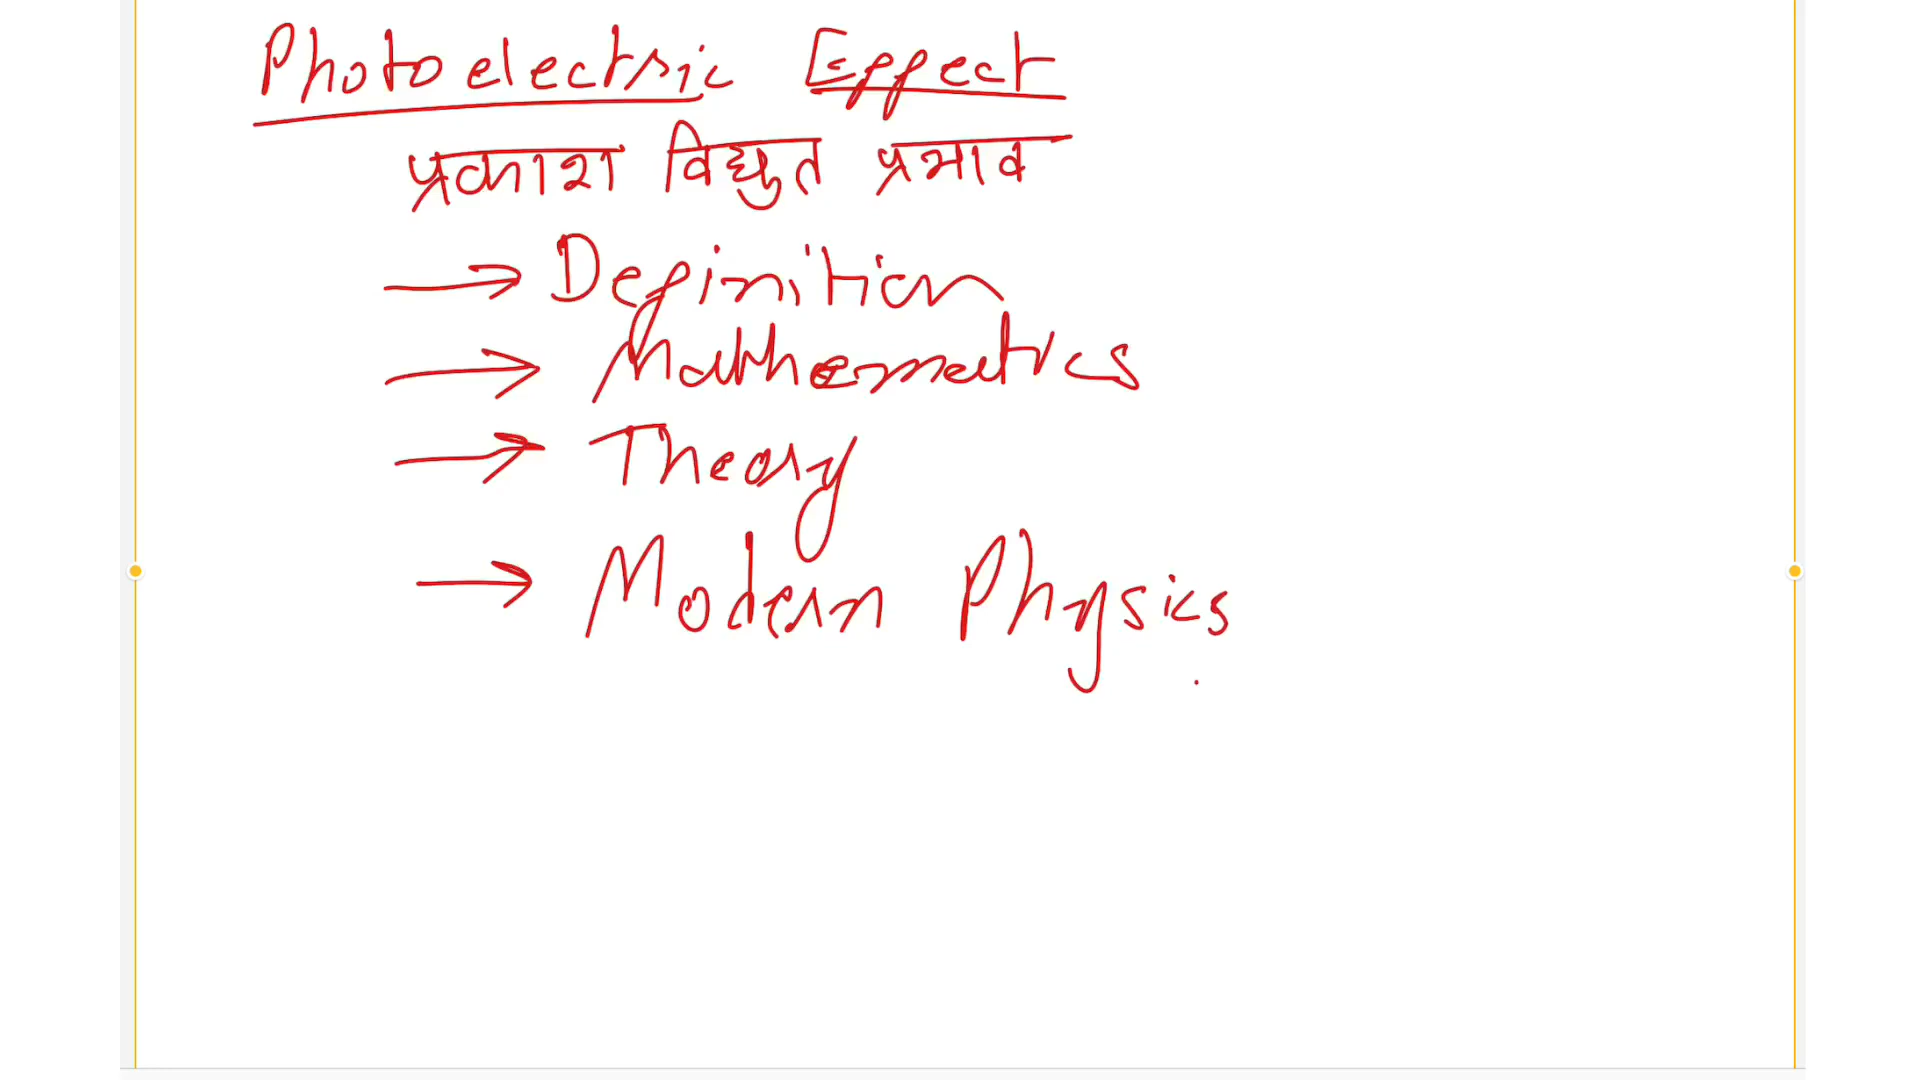 Photoelectric Effect
प्रकाश विद्युत प्रभाव
→ Definition
→ Mathematics
→ Theory
→ Modern Physics